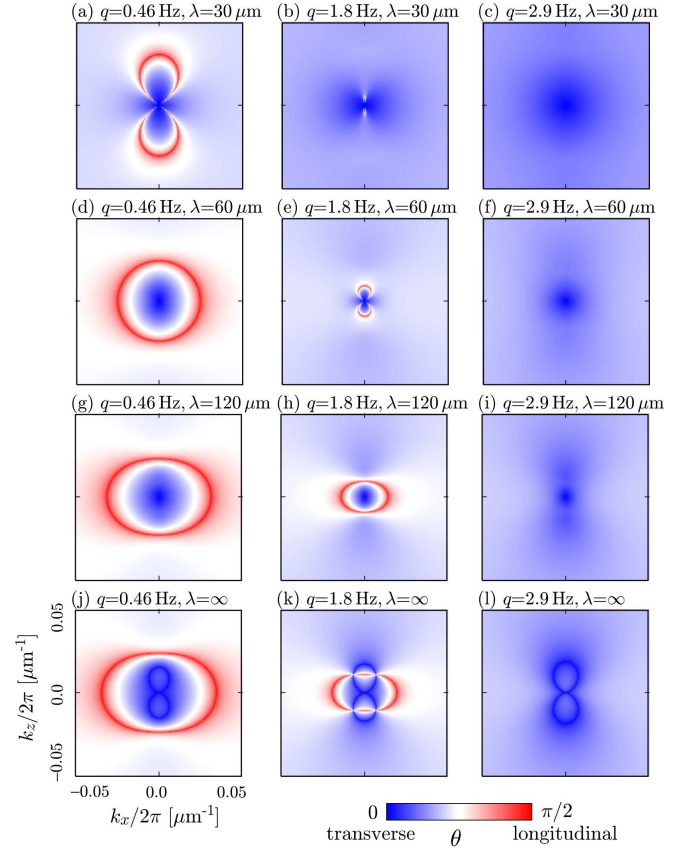 (a) q=0.46 Hz, λ=30 μm
(b) q=1.8 Hz, λ=30 μm
(c) q=2.9 Hz, λ=30 μm
(d) q=0.46 Hz, λ=60 μm
(e) q=1.8 Hz, λ=60 μm
(f) q=2.9 Hz, λ=60 μm
(g) q=0.46 Hz, λ=120 μm
(h) q=1.8 Hz, λ=120 μm
(i) q=2.9 Hz, λ=120 μm
(j) q=0.46 Hz, λ=∞
(k) q=1.8 Hz, λ=∞
(l) q=2.9 Hz, λ=∞
0.05
0.0
−0.05
kz/2π [μm-1]
−0.05 0.0 0.05
kx/2π [μm-1]
0 π/2
transverse θ longitudinal